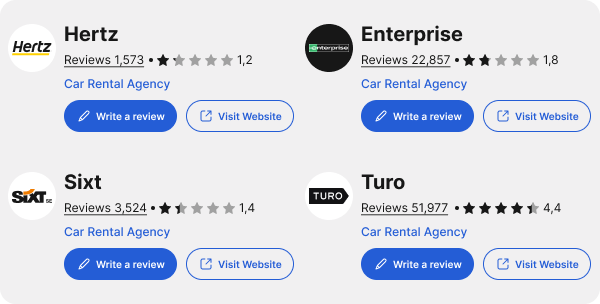 Hertz
Hertz
Reviews 1,573 • 1,2
Car Rental Agency
Write a review
Visit Website
enterprise
Enterprise
Reviews 22,857 • 1,8
Car Rental Agency
Write a review
Visit Website
SIXT SE
Sixt
Reviews 3,524 • 1,4
Car Rental Agency
Write a review
Visit Website
TURO
Turo
Reviews 51,977 • 4,4
Car Rental Agency
Write a review
Visit Website